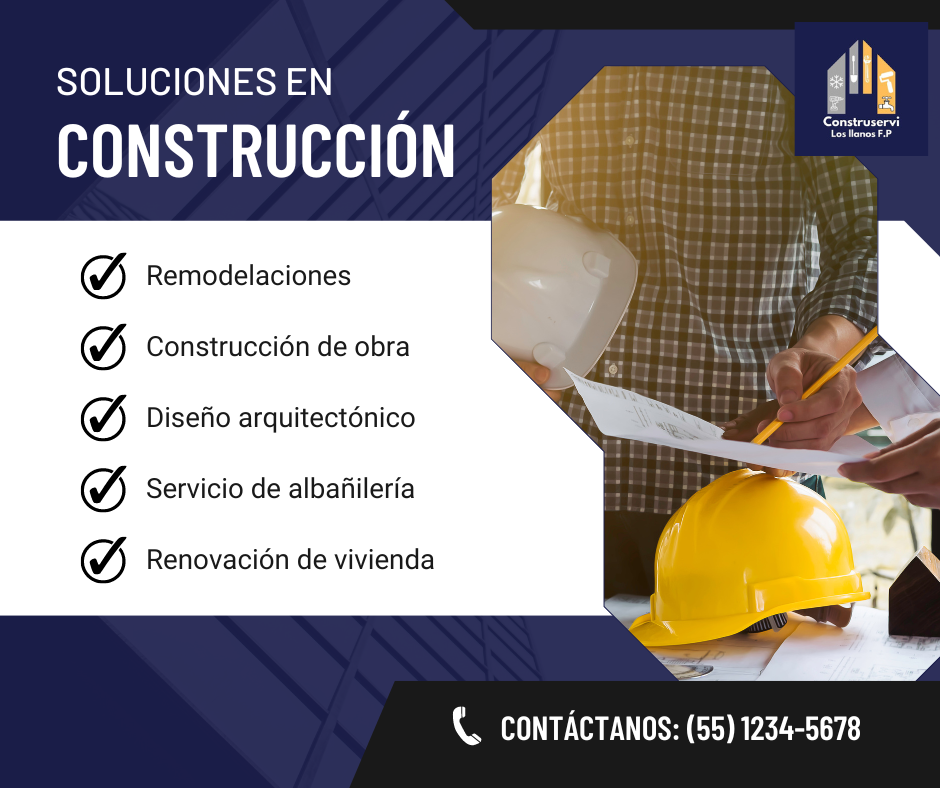 SOLUCIONES EN
CONSTRUCCIÓN
Construservi
Los llanos F.P
Remodelaciones
Construcción de obra
Diseño arquitectónico
Servicio de albañilería
Renovación de vivienda
CONTÁCTANOS: (55) 1234-5678